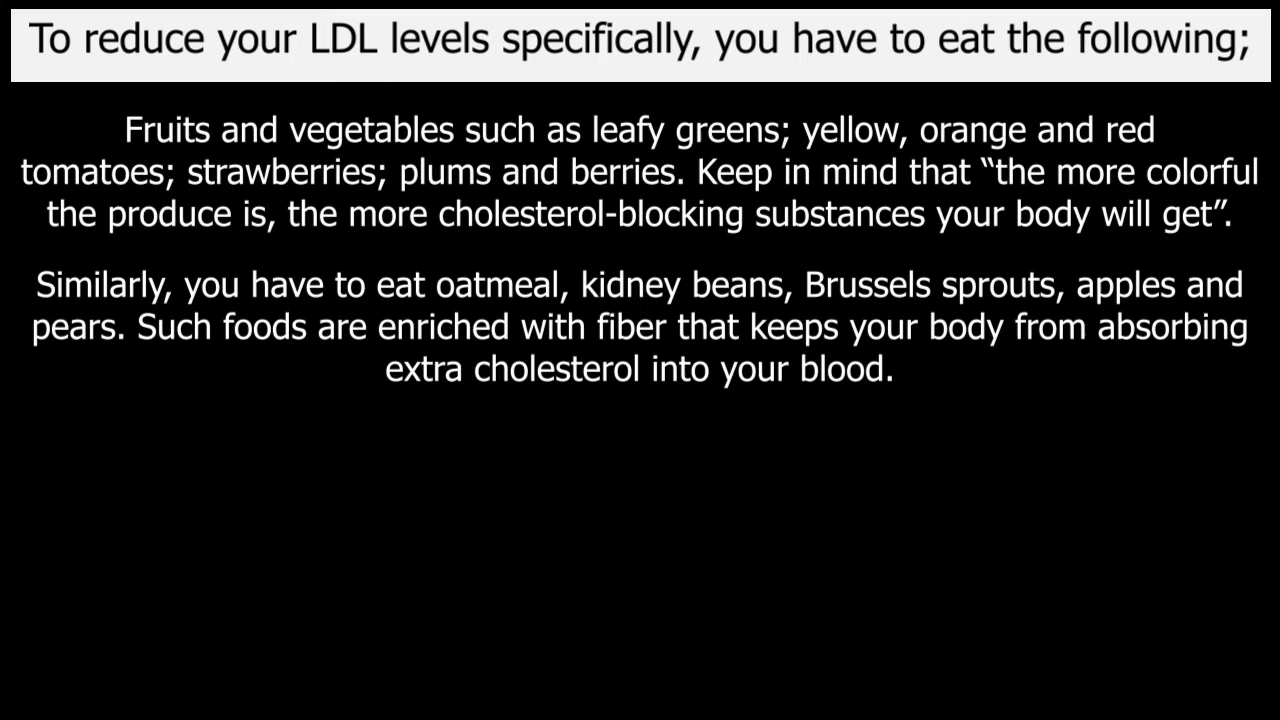 To reduce your LDL levels specifically, you have to eat the following;
Fruits and vegetables such as leafy greens; yellow, orange and red
tomatoes; strawberries; plums and berries. Keep in mind that “the more colorful
the produce is, the more cholesterol-blocking substances your body will get”.
Similarly, you have to eat oatmeal, kidney beans, Brussels sprouts, apples and
pears. Such foods are enriched with fiber that keeps your body from absorbing
extra cholesterol into your blood.